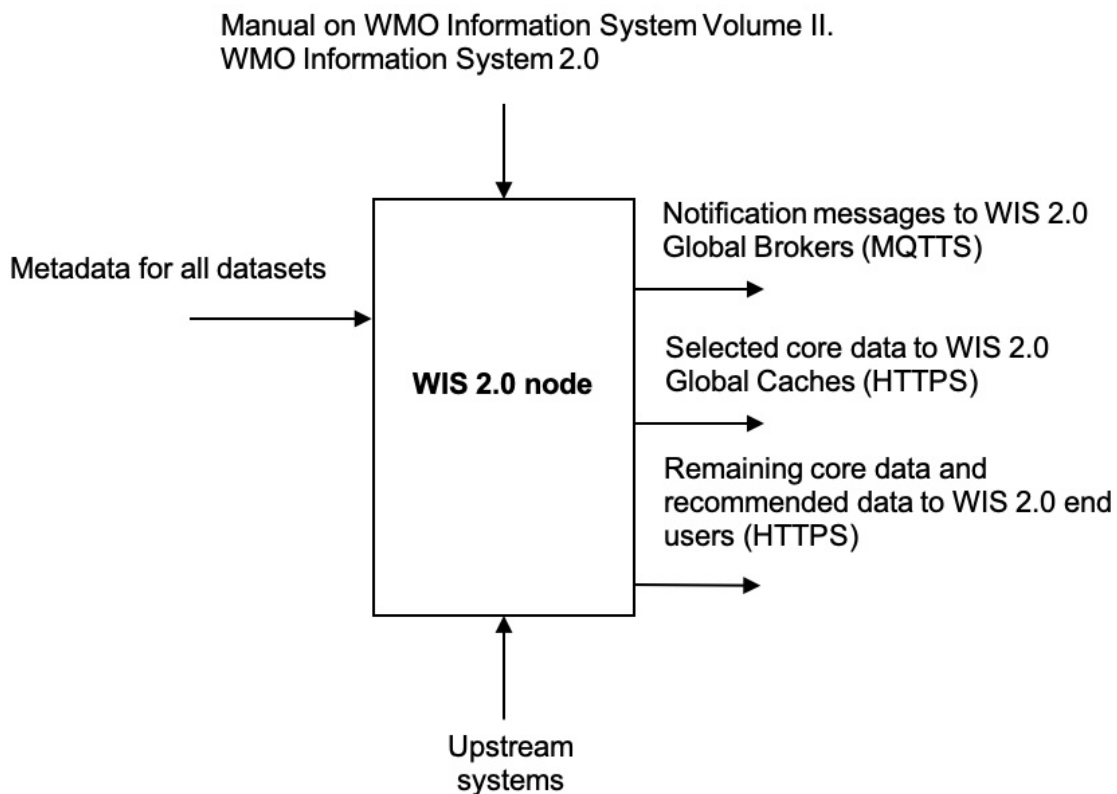 Manual on WMO Information System Volume II.
WMO Information System 2.0
Notification messages to WIS 2.0
Global Brokers (MQTTS)
Metadata for all datasets
Selected core data to WIS 2.0
Global Caches (HTTPS)
WIS 2.0 node
Remaining core data and
recommended data to WIS 2.0 end
users (HTTPS)
Upstream
systems